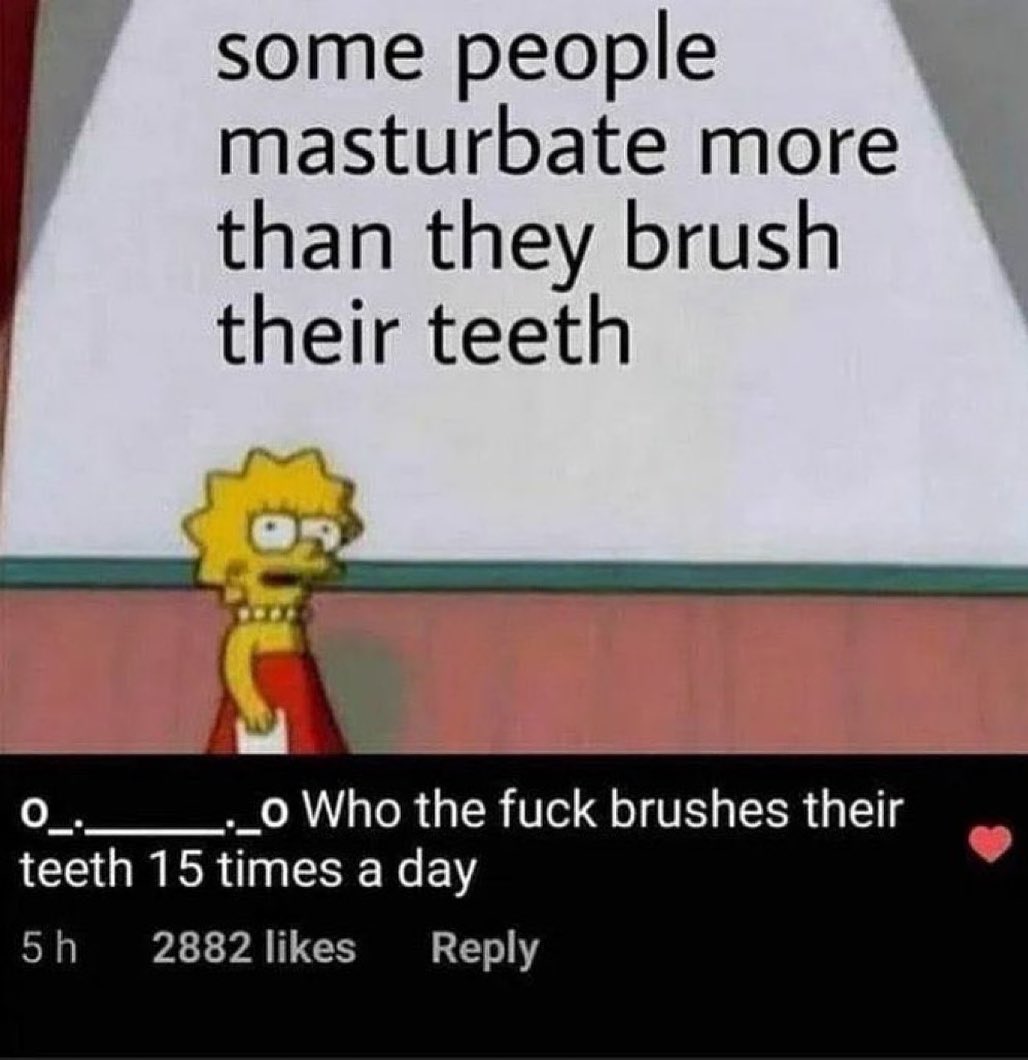 some people
masturbate more
than they brush
their teeth
o_.______._o Who the fuck brushes their
teeth 15 times a day
5 h 2882 likes Reply